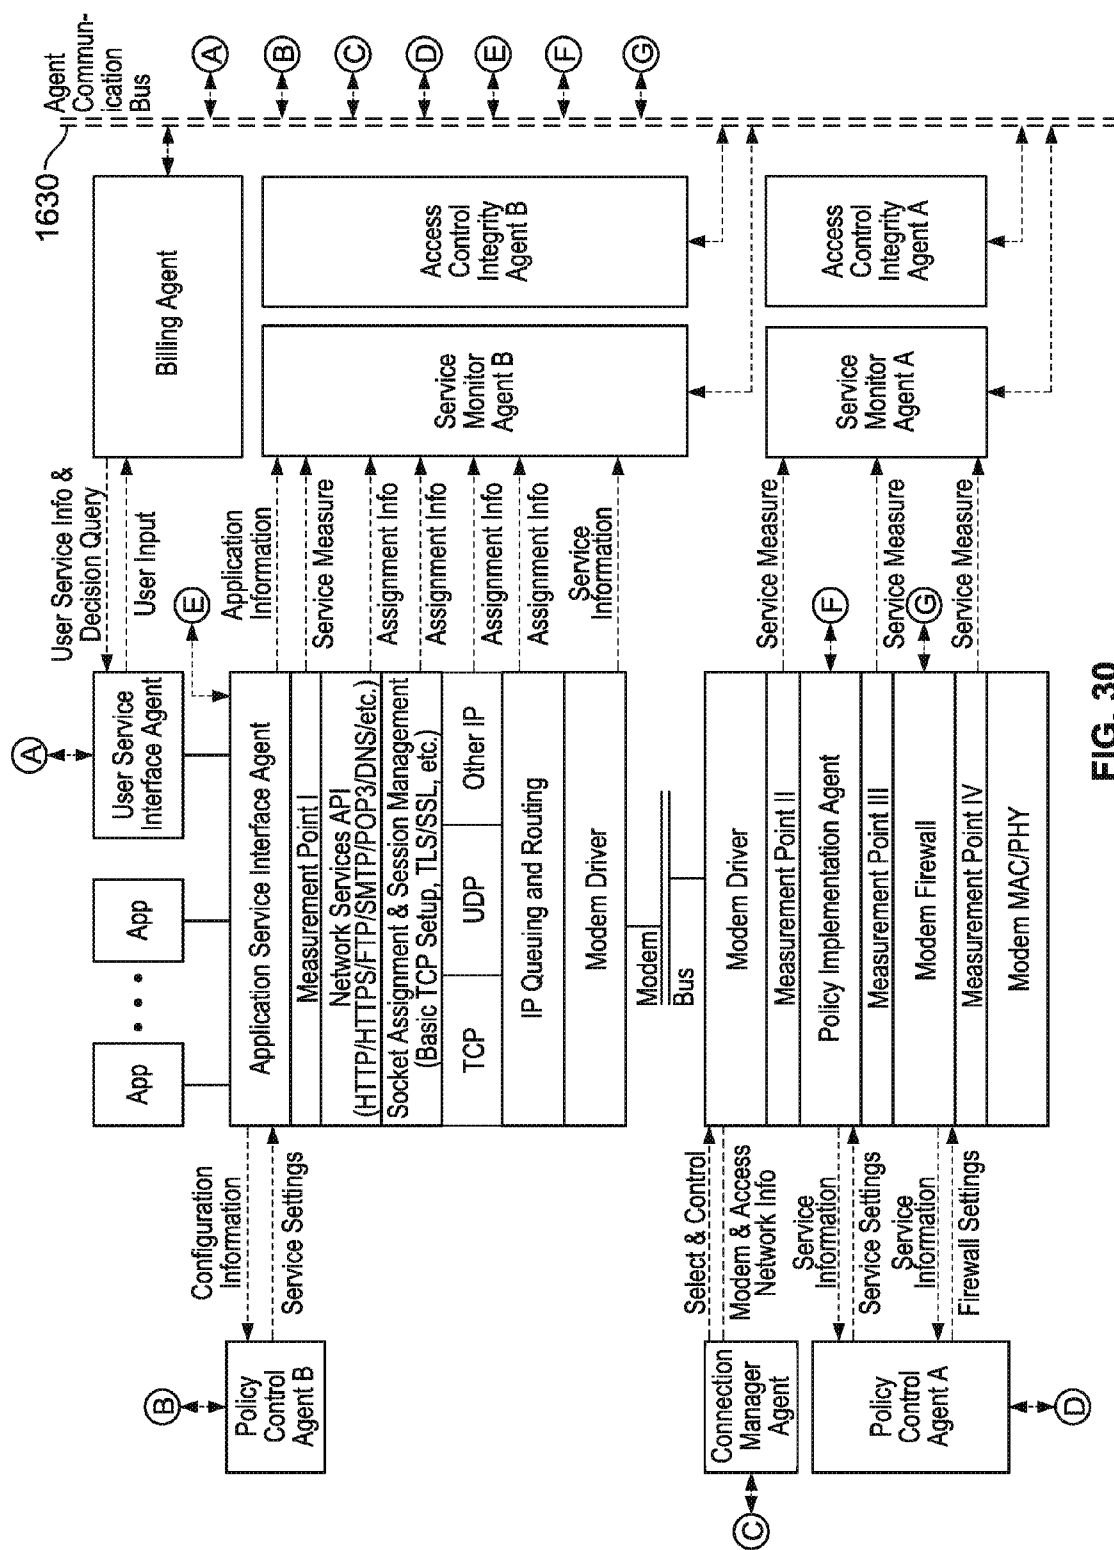 1630
Agent
Commun-
ication
Bus
A
B
C
D
E
F
G
Billing Agent
Access
Control
Integrity
Agent B
Access
Control
Integrity
Agent A
Service
Monitor
Agent B
Service
Monitor
Agent A
User Service Info &
Decision Query
User Input
E
Application
Information
Service Measure
Assignment Info
Assignment Info
Assignment Info
Assignment Info
Service
Information
Service Measure
F
Service Measure
G
Service Measure
A
User Service
Interface Agent
App
App
Application Service Interface Agent
Measurement Point I
Network Services API
(HTTP/HTTPS/FTP/SMTP/POP3/DNS/etc.)
Socket Assignment & Session Management
(Basic TCP Setup, TLS/SSL, etc.)
TCP
UDP
Other IP
IP Queuing and Routing
Modem Driver
Modem
Bus
Modem Driver
Measurement Point II
Policy Implementation Agent
Measurement Point III
Modem Firewall
Measurement Point IV
Modem MAC/PHY
Configuration
Information
Service Settings
Select & Control
Modem & Access
Network Info
Service
Information
Service Settings
Service
Information
Firewall Settings
B
Policy
Control
Agent B
Connection
Manager
Agent
C
Policy
Control
Agent A
D
FIG. 30